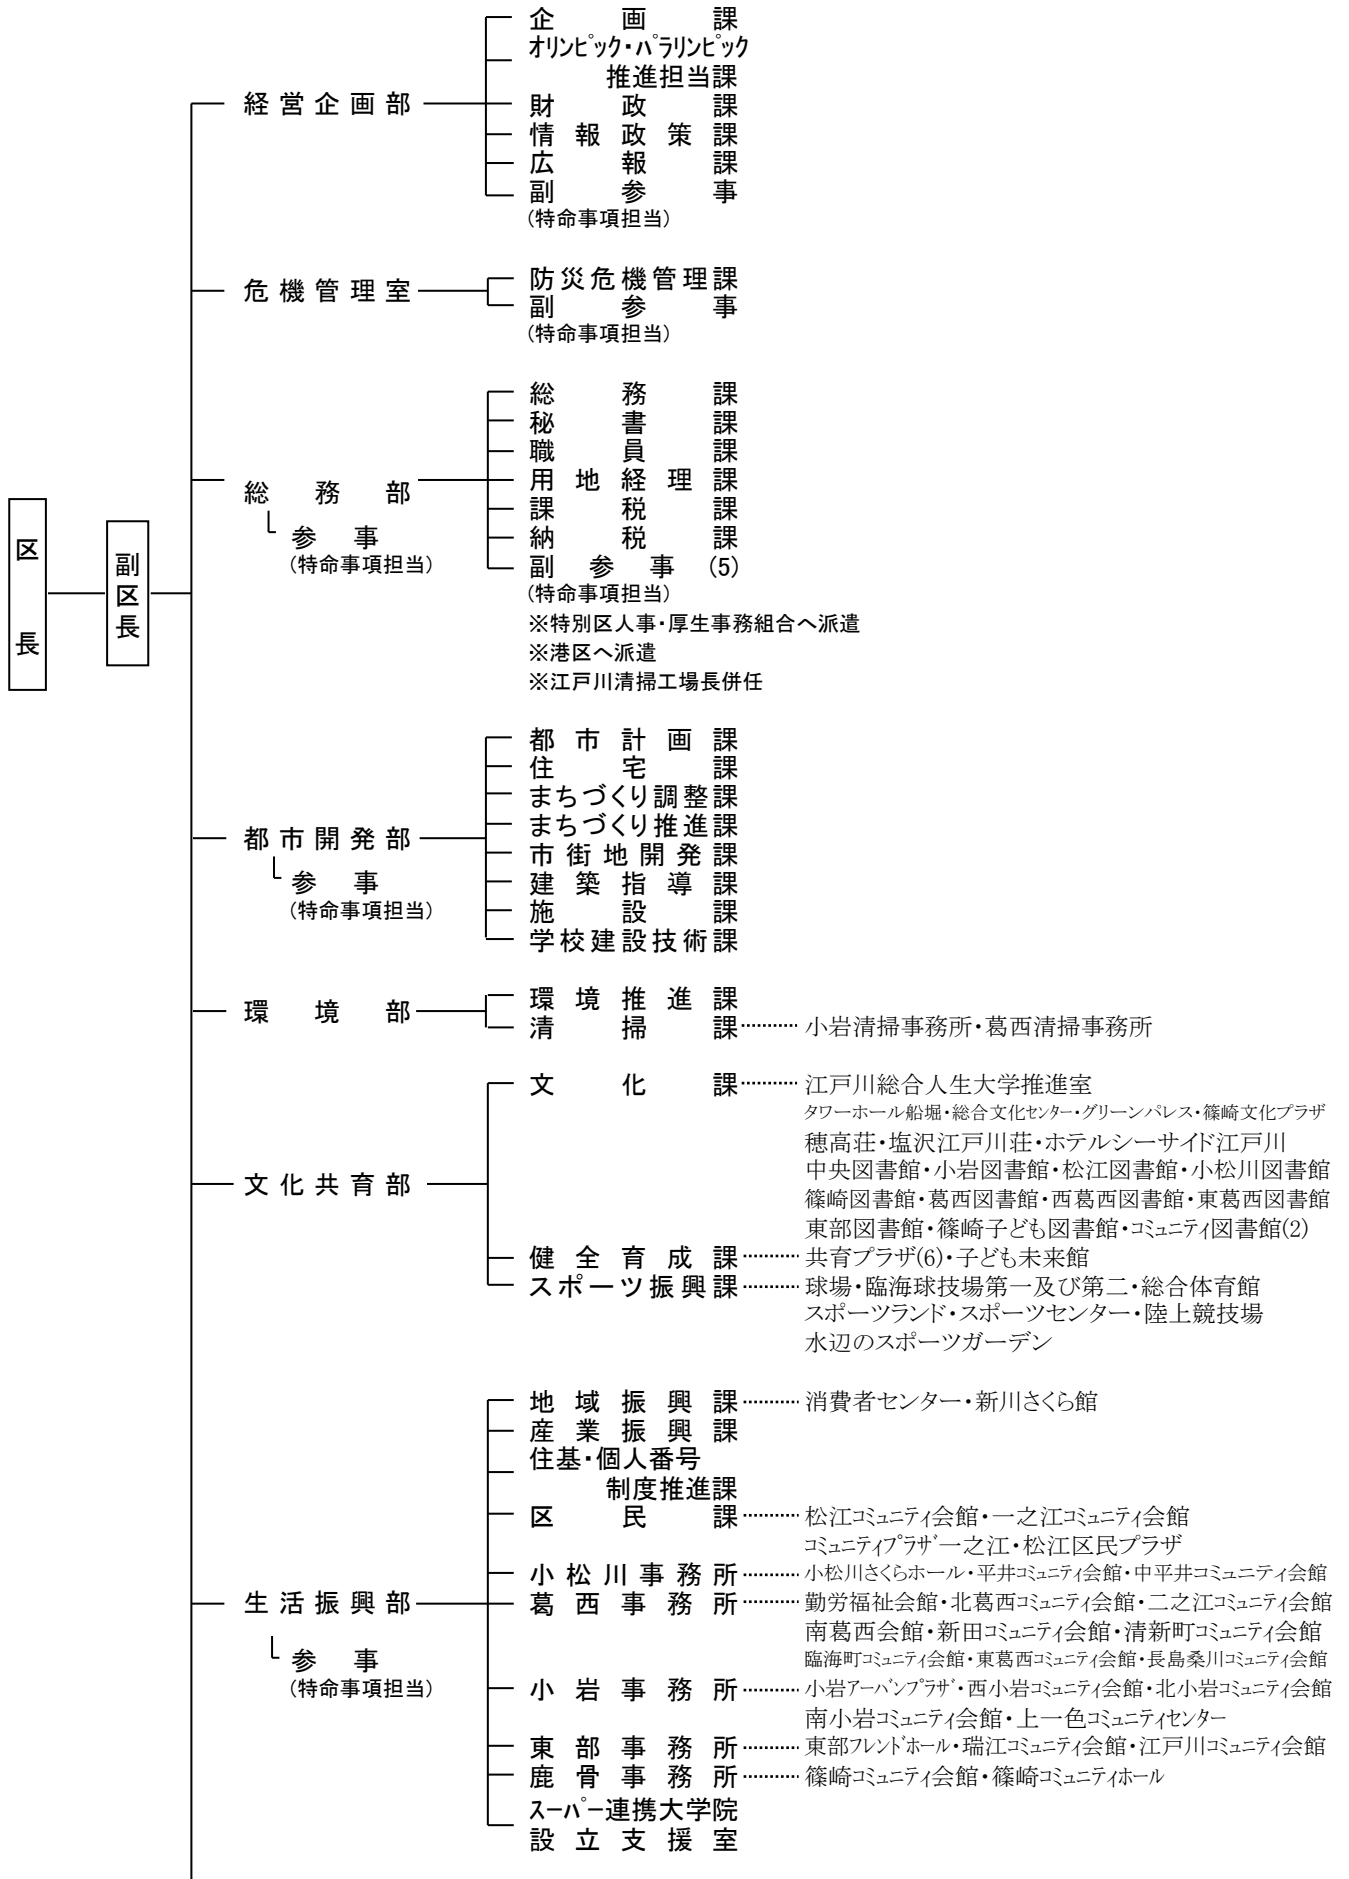 区長
副区長
経営企画部
企画課
オリンピック・パラリンピック
推進担当課
財政課
情報政策課
広報課
副参事
(特命事項担当)
危機管理室
防災危機管理課
副参事
(特命事項担当)
総務部
参事
(特命事項担当)
総務課
秘書課
職員課
用地経理課
課税課
納税課
副参事(5)
(特命事項担当)
※特別区人事・厚生事務組合へ派遣
※港区へ派遣
※江戸川清掃工場長併任
都市開発部
参事
(特命事項担当)
都市計画課
住宅課
まちづくり調整課
まちづくり推進課
市街地開発課
建築指導課
施設課
学校建設技術課
環境部
環境推進課
清掃課 小岩清掃事務所・葛西清掃事務所
文化共育部
文化課 江戸川総合人生大学推進室
タワーホール船堀・総合文化センター・グリーンパレス・篠崎文化プラザ
穂高荘・塩沢江戸川荘・ホテルシーサイド江戸川
中央図書館・小岩図書館・松江図書館・小松川図書館
篠崎図書館・葛西図書館・西葛西図書館・東葛西図書館
東部図書館・篠崎子ども図書館・コミュニティ図書館(2)
健全育成課 共育プラザ(6)・子ども未来館
スポーツ振興課 球場・臨海球技場第一及び第二・総合体育館
スポーツランド・スポーツセンター・陸上競技場
水辺のスポーツガーデン
生活振興部
参事
(特命事項担当)
地域振興課 消費者センター・新川さくら館
産業振興課
住基・個人番号
制度推進課
区民課 松江コミュニティ会館・一之江コミュニティ会館
コミュニティプラザ一之江・松江区民プラザ
小松川事務所 小松川さくらホール・平井コミュニティ会館・中平井コミュニティ会館
葛西事務所 勤労福祉会館・北葛西コミュニティ会館・二之江コミュニティ会館
南葛西会館・新田コミュニティ会館・清新町コミュニティ会館
臨海町コミュニティ会館・東葛西コミュニティ会館・長島桑川コミュニティ会館
小岩事務所 小岩アーバンプラザ・西小岩コミュニティ会館・北小岩コミュニティ会館
南小岩コミュニティ会館・上一色コミュニティセンター
東部事務所 東部フレンドホール・瑞江コミュニティ会館・江戸川コミュニティ会館
鹿骨事務所 篠崎コミュニティ会館・篠崎コミュニティホール
スーパー連携大学院
設立支援室